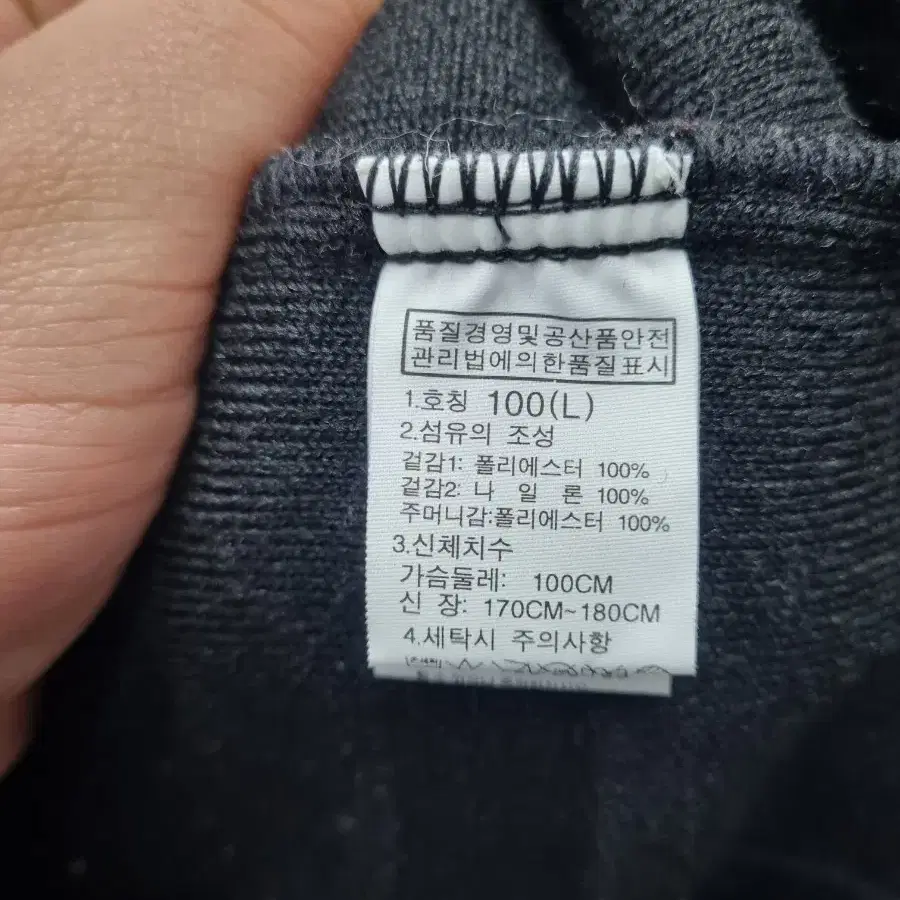 품질경영및공산품안전
관리법에의한품질표시
1.호칭 100(L)
2.섬유의 조성
겉감1: 폴리에스터 100%
겉감2: 나 일 론 100%
주머니감:폴리에스터 100%
3.신체치수
가슴둘레: 100CM
신 장: 170CM~180CM
4.세탁시 주의사항